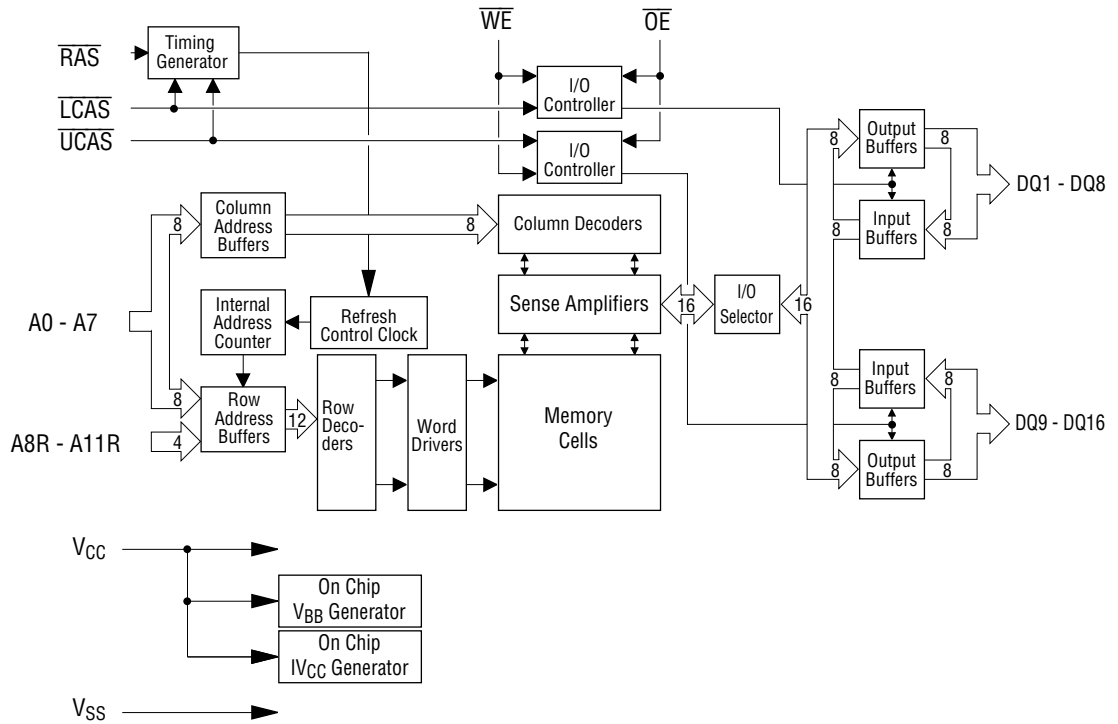 WE
OE
RAS
Timing
Generator
LCAS
UCAS
I/O
Controller
I/O
Controller
8
Output
Buffers
8
DQ1 - DQ8
8
Input
Buffers
8
8
Column
Address
Buffers
8
Column Decoders
A0 - A7
Internal
Address
Counter
Refresh
Control Clock
Sense Amplifiers
16
I/O
Selector
16
8
Row
Address
Buffers
12
Row
Deco-
ders
Word
Drivers
Memory
Cells
A8R - A11R
4
8
Input
Buffers
8
DQ9 - DQ16
8
Output
Buffers
8
VCC
On Chip
VBB Generator
On Chip
IVCC Generator
VSS